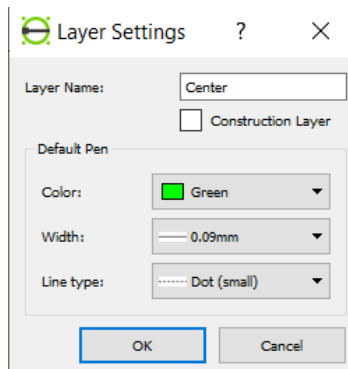 Layer Settings ?
Layer Name: Center
Construction Layer
Default Pen
Color: Green
Width: 0.09mm
Line type: Dot (small)
OK Cancel